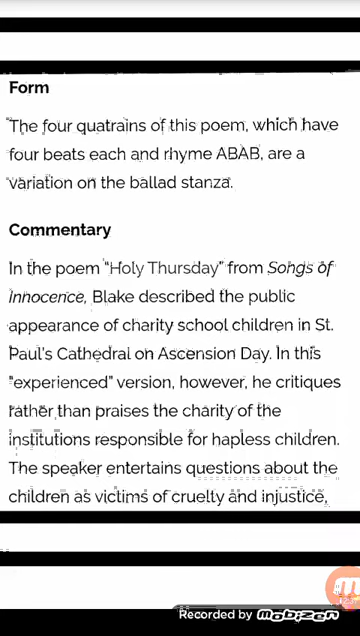 Form
The four quatrains of this poem, which have
four beats each and rhyme ABAB, are a
variation on the ballad stanza.
Commentary
In the poem "Holy Thursday" from Songs of
Innocence, Blake described the public
appearance of charity school children in St.
Paul's Cathedral on Ascension Day. In this
"experienced" version, however, he critiques
rather than praises the charity of the
institutions responsible for hapless children.
The speaker entertains questions about the
children as victims of cruelty and injustice,
Recorded by mobizen